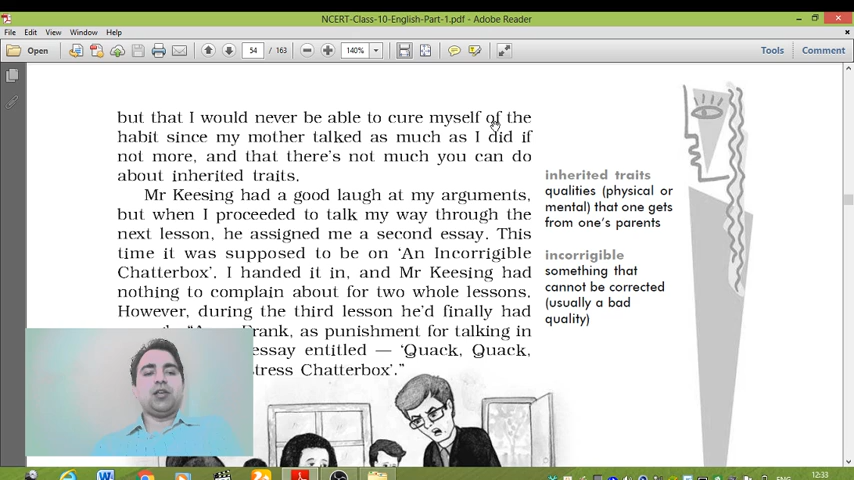 NCERT-Class-10-English-Part-1.pdf - Adobe Reader
File Edit View Window Help
Open 54 / 163 140% Tools Comment
but that I would never be able to cure myself of the
habit since my mother talked as much as I did if
not more, and that there's not much you can do
about inherited traits.
Mr Keesing had a good laugh at my arguments,
but when I proceeded to talk my way through the
next lesson, he assigned me a second essay. This
time it was supposed to be on 'An Incorrigible
Chatterbox'. I handed it in, and Mr Keesing had
nothing to complain about for two whole lessons.
However, during the third lesson he'd finally had
Frank, as punishment for talking in
essay entitled — 'Quack, Quack,
Chatterbox'."
inherited traits
qualities (physical or
mental) that one gets
from one's parents
incorrigible
something that
cannot be corrected
(usually a bad
quality)
ENG 12:33